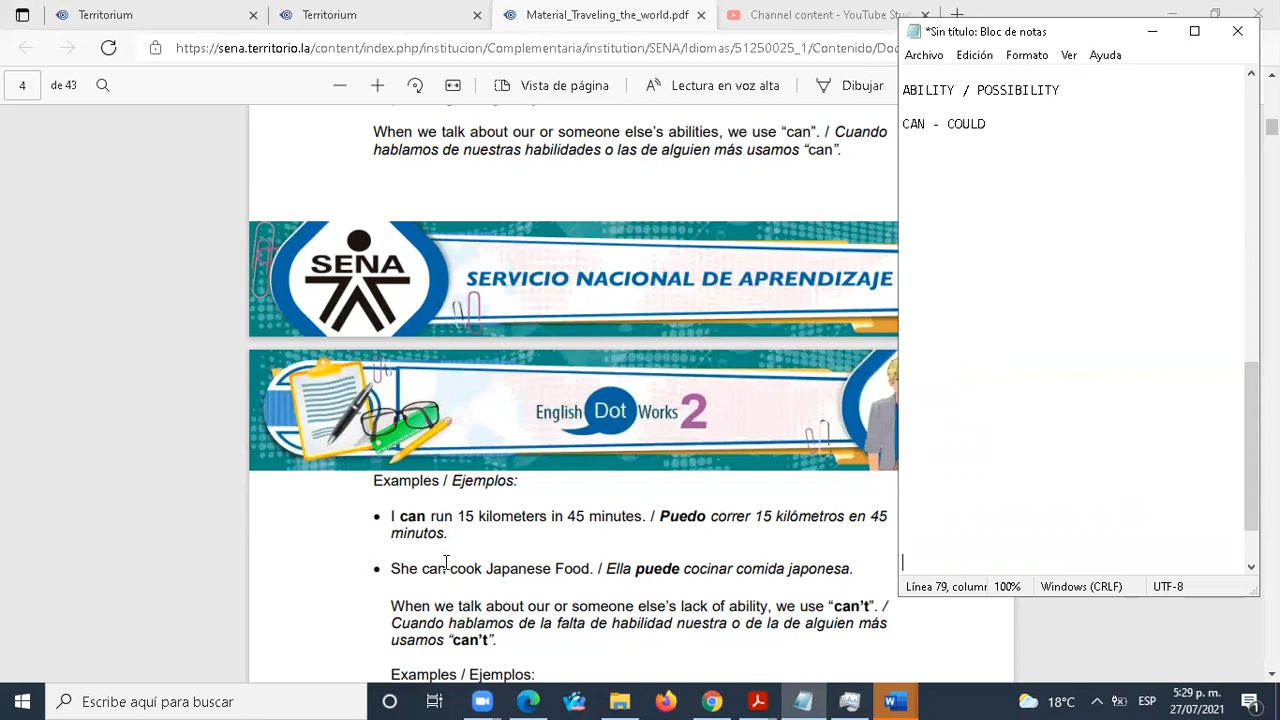 Territorium
Territorium
Material_Traveling_the_world.pdf
Channel content - YouTube Stu
https://sena.territorio.la/content/index.php/institucion/Complementaria/institution/SENA/Idiomas/51250025_1/Contenido/Doc
4 de 43
Vista de página
Lectura en voz alta
Dibujar
When we talk about our or someone else's abilities, we use “can”. / Cuando
hablamos de nuestras habilidades o las de alguien más usamos “can”.
SENA
SERVICIO NACIONAL DE APRENDIZAJE
English Dot Works 2
Examples / Ejemplos:
• I can run 15 kilometers in 45 minutes. / Puedo correr 15 kilómetros en 45
minutos.
• She can cook Japanese Food. / Ella puede cocinar comida japonesa.
When we talk about our or someone else's lack of ability, we use “can't”. /
Cuando hablamos de la falta de habilidad nuestra o de la de alguien más
usamos “can't”.
Examples / Ejemplos:
*Sin título: Bloc de notas
Archivo Edición Formato Ver Ayuda
ABILITY / POSSIBILITY
CAN - COULD
Línea 79, column 100% Windows (CRLF) UTF-8
Escribe aquí para buscar
18°C
ESP
5:29 p. m.
27/07/2021